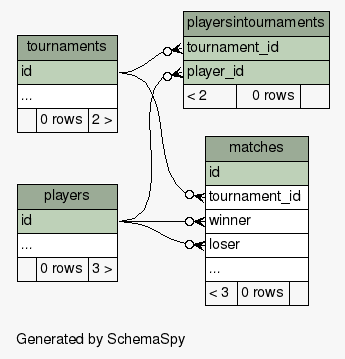 tournaments
id
...
0 rows 2 >
playersintournaments
tournament_id
player_id
< 2 0 rows
players
id
...
0 rows 3 >
matches
id
tournament_id
winner
loser
...
< 3 0 rows
Generated by SchemaSpy